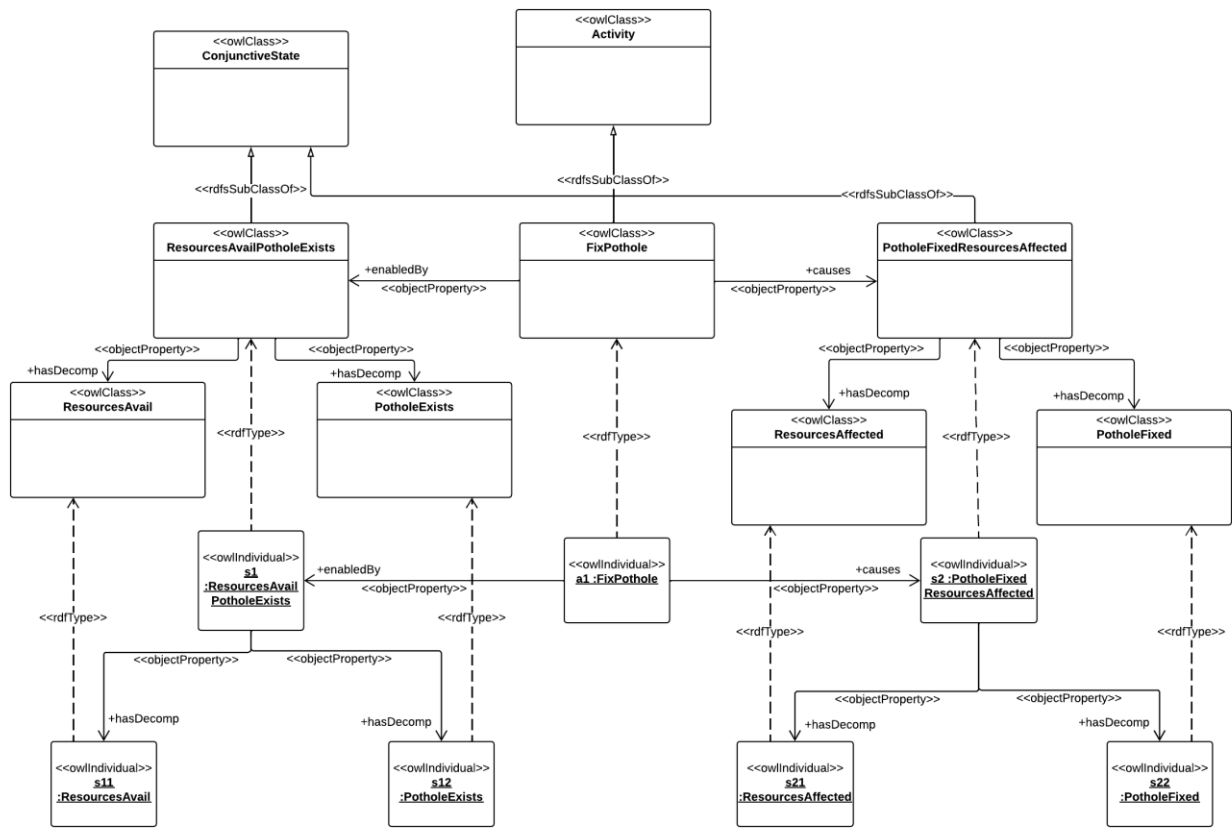 <<owlClass>>
Activity
<<owlClass>>
ConjunctiveState
<<rdfsSubClassOf>>
<<rdfsSubClassOf>>
<<rdfsSubClassOf>>
<<owlClass>>
ResourcesAvailPotholeExists
<<owlClass>>
FixPothole
<<owlClass>>
PotholeFixedResourcesAffected
+enabledBy
<<objectProperty>>
+causes
<<objectProperty>>
<<objectProperty>>
<<objectProperty>>
<<objectProperty>>
<<objectProperty>>
+hasDecomp
+hasDecomp
+hasDecomp
+hasDecomp
<<owlClass>>
ResourcesAvail
<<owlClass>>
PotholeExists
<<owlClass>>
ResourcesAffected
<<owlClass>>
PotholeFixed
<<rdfType>>
<<rdfType>>
<<rdfType>>
<<owlIndividual>>
s1
:ResourcesAvail
PotholeExists
<<owlIndividual>>
a1 :FixPothole
<<owlIndividual>>
s2 :PotholeFixed
ResourcesAffected
+enabledBy
<<objectProperty>>
+causes
<<objectProperty>>
<<rdfType>>
<<rdfType>>
<<rdfType>>
<<rdfType>>
<<objectProperty>>
<<objectProperty>>
<<objectProperty>>
<<objectProperty>>
+hasDecomp
+hasDecomp
+hasDecomp
+hasDecomp
<<owlIndividual>>
s11
:ResourcesAvail
<<owlIndividual>>
s12
:PotholeExists
<<owlIndividual>>
s21
:ResourcesAffected
<<owlIndividual>>
s22
:PotholeFixed